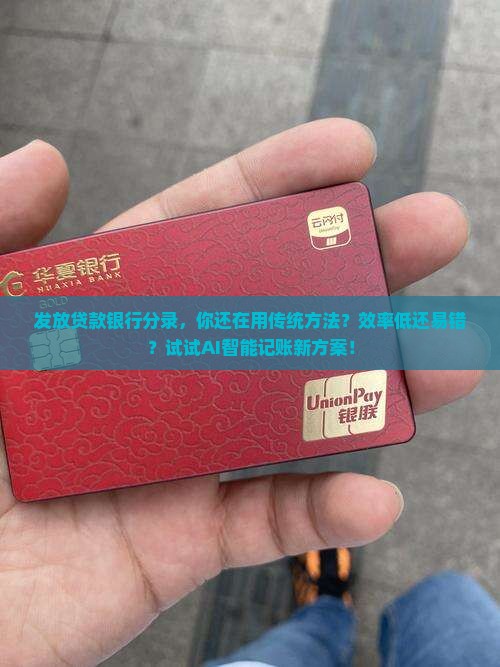 云闪付
UnionPay
华夏银行
HUAXIA BANK
GOLD
发放贷款银行分录，你还在用传统方法？效率低还易错
？试试AI智能记账新方案！
UnionPay
银联